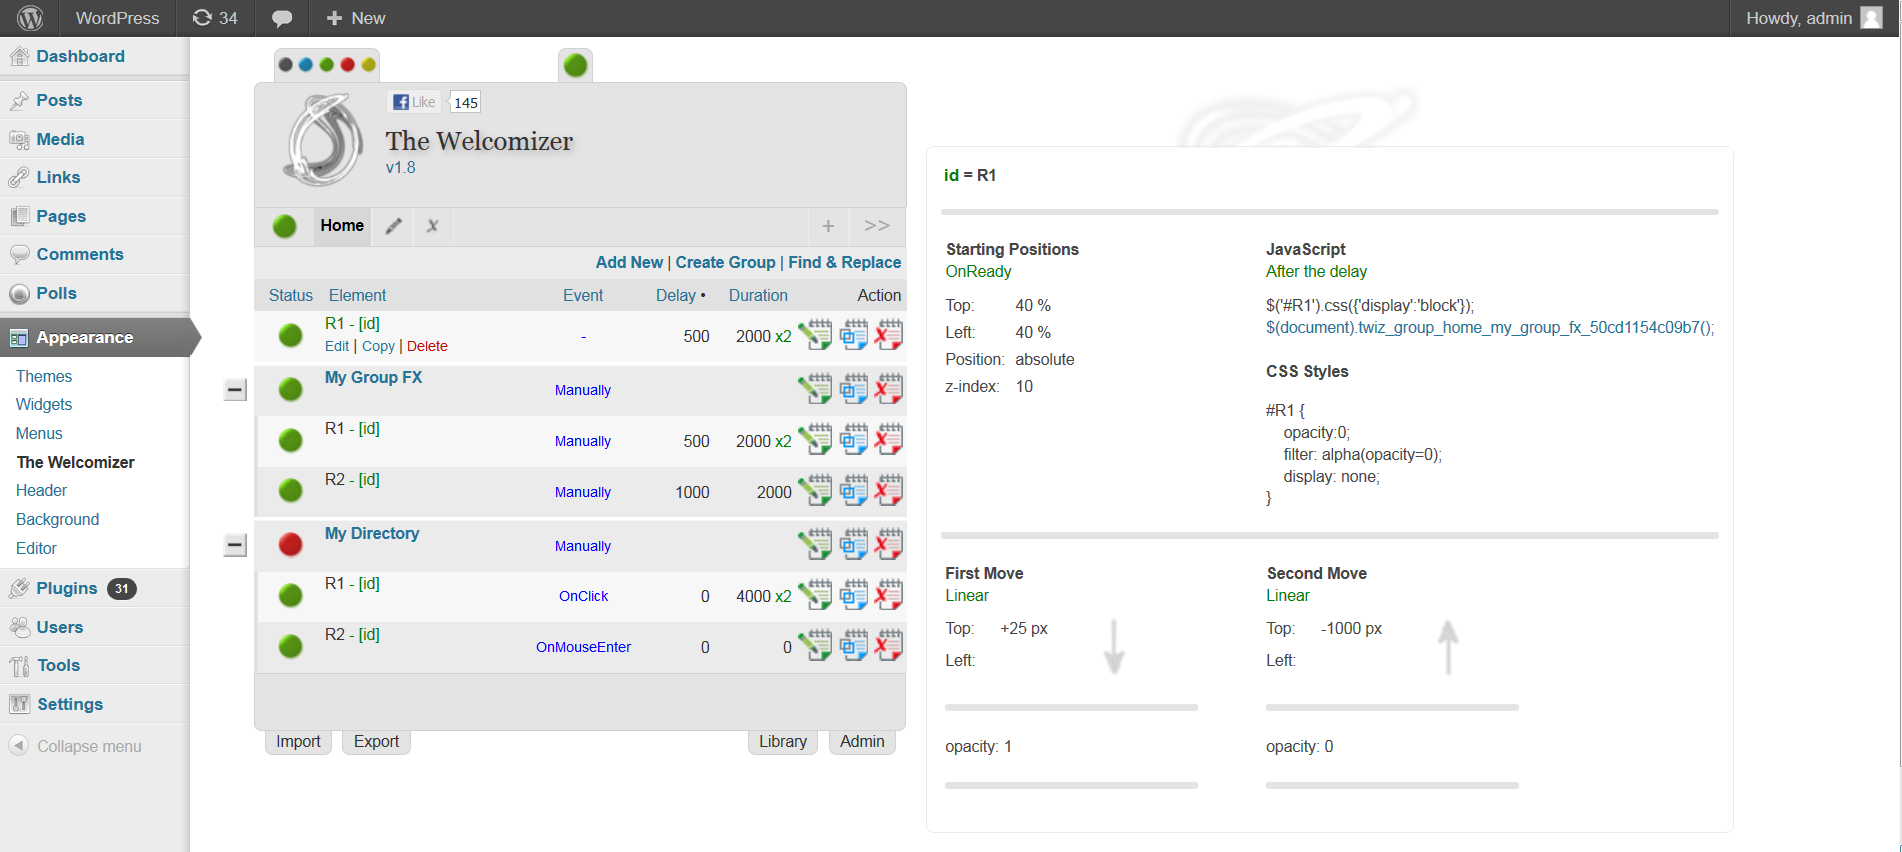 WordPress 34 New Howdy, admin
Dashboard
Posts
Media
Links
Pages
Comments
Polls
Appearance
Themes
Widgets
Menus
The Welcomizer
Header
Background
Editor
Plugins 31
Users
Tools
Settings
Collapse menu
Like 145
The Welcomizer
v1.8
Home x + >>
Add New | Create Group | Find & Replace
Status Element Event Delay • Duration Action
R1 - [id] - 500 2000 x2
Edit | Copy | Delete
My Group FX Manually
R1 - [id] Manually 500 2000 x2
R2 - [id] Manually 1000 2000
My Directory Manually
R1 - [id] OnClick 0 4000 x2
R2 - [id] OnMouseEnter 0 0
Import Export Library Admin
id = R1
Starting Positions
OnReady
Top: 40 %
Left: 40 %
Position: absolute
z-index: 10
JavaScript
After the delay
$('#R1').css({'display':'block'});
$(document).twiz_group_home_my_group_fx_50cd1154c09b7();
CSS Styles
#R1 {
opacity:0;
filter: alpha(opacity=0);
display: none;
}
First Move
Linear
Top: +25 px
Left:
opacity: 1
Second Move
Linear
Top: -1000 px
Left:
opacity: 0